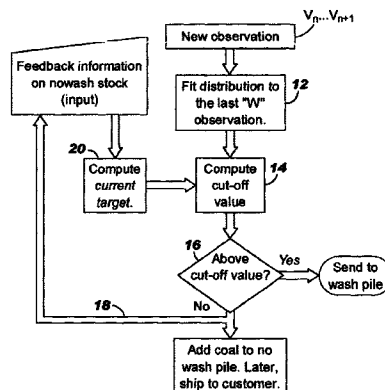 V_n...V_n+1
New observation
Feedback information
on nowash stock
(input)
12
Fit distribution to
the last "W"
observation.
20
Compute
current
target.
14
Compute
cut-off
value
16
Above
cut-off value?
Yes
Send to
wash pile
No
18
Add coal to no
wash pile. Later,
ship to customer.